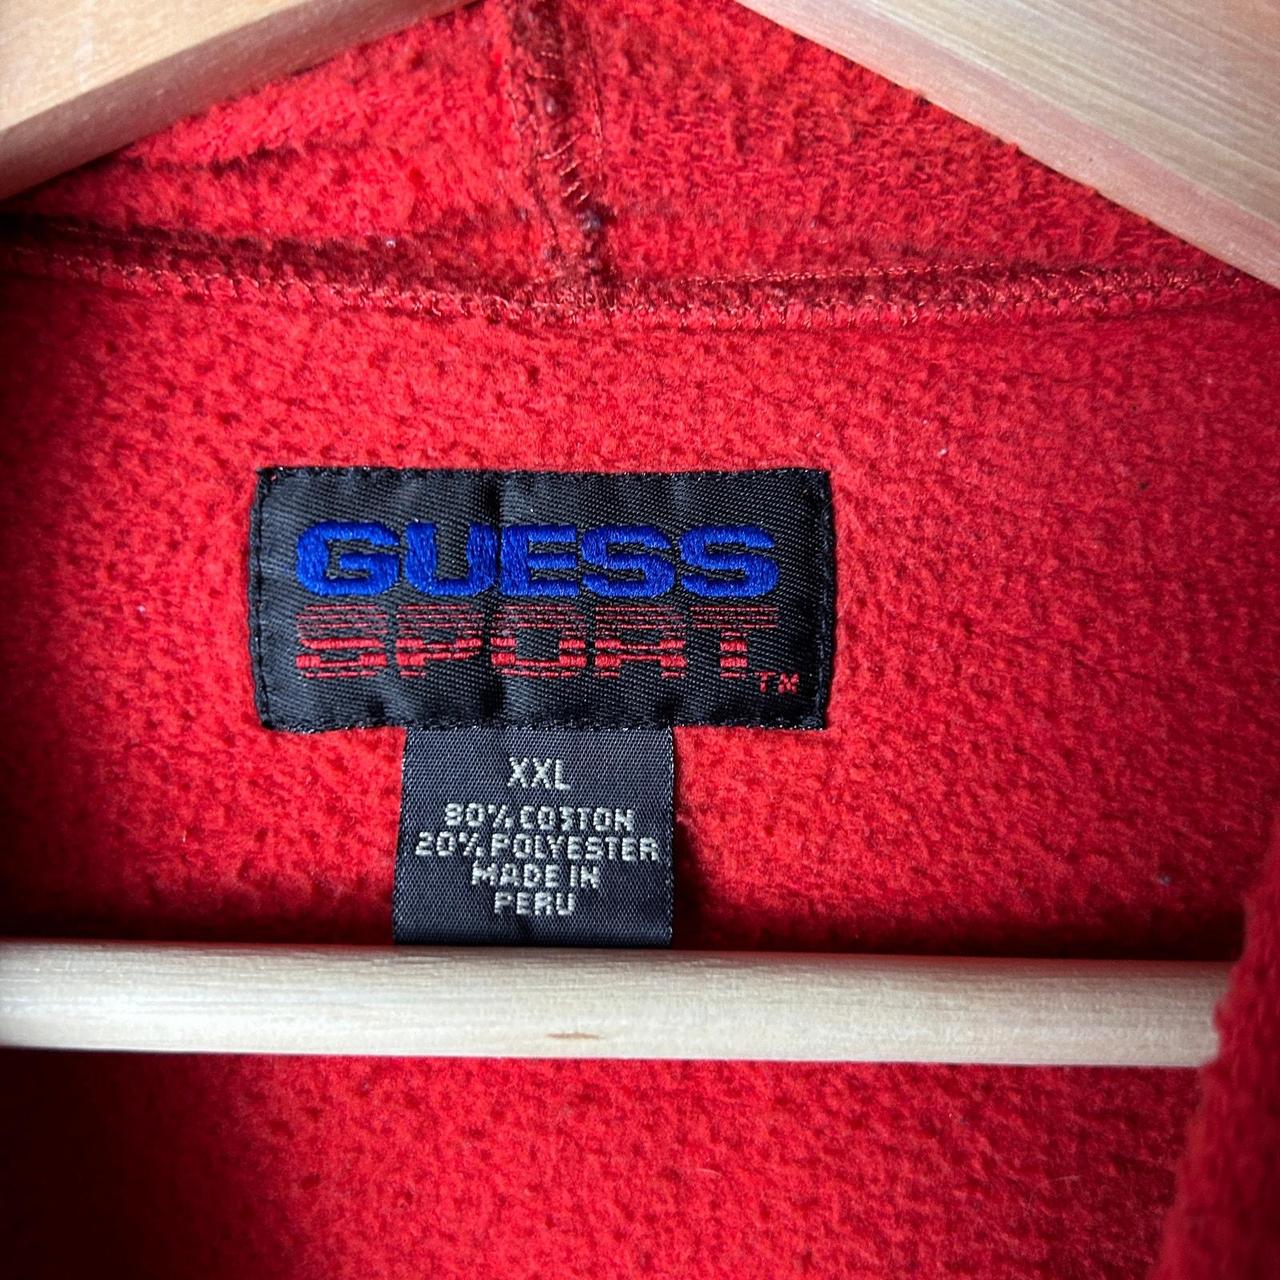 GUESS
SPORT
TM
XXL
80% COTTON
20% POLYESTER
MADE IN
PERU